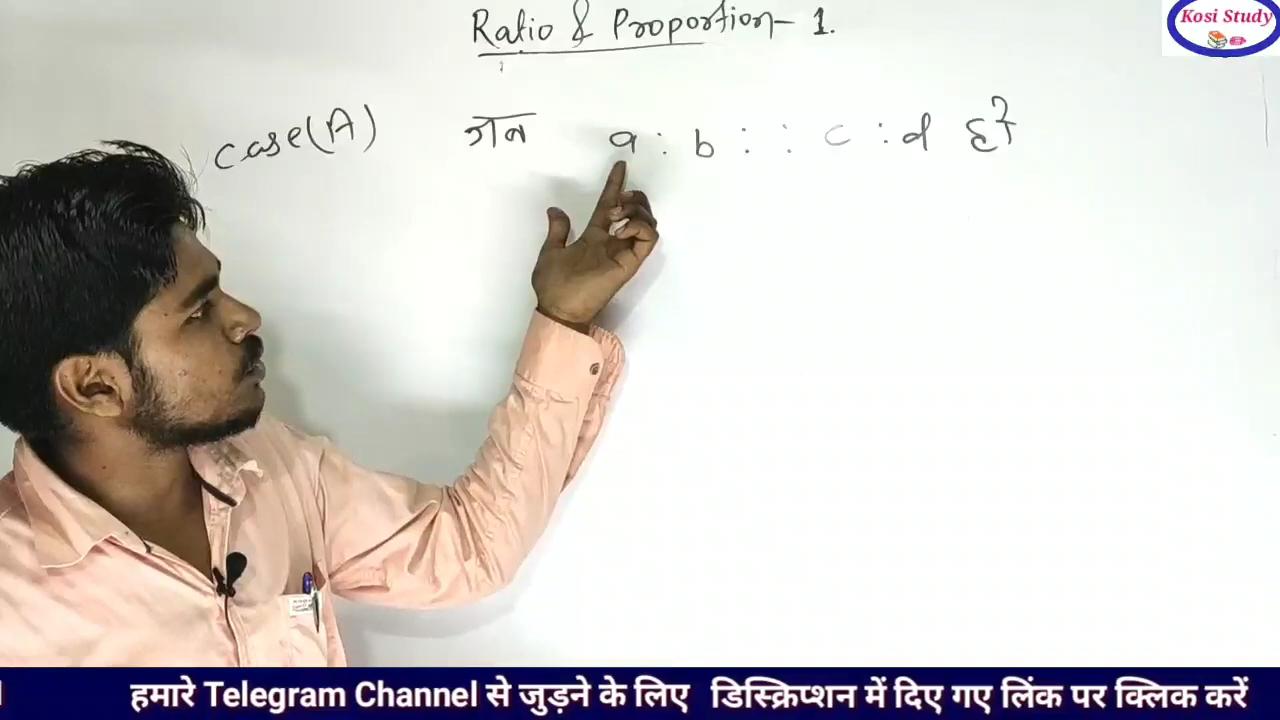 Ratio & Proportion - 1.
Kosi Study
case(A) जब a : b : : c : d हो
हमारे Telegram Channel से जुड़ने के लिए डिस्क्रिप्शन में दिए गए लिंक पर क्लिक करें